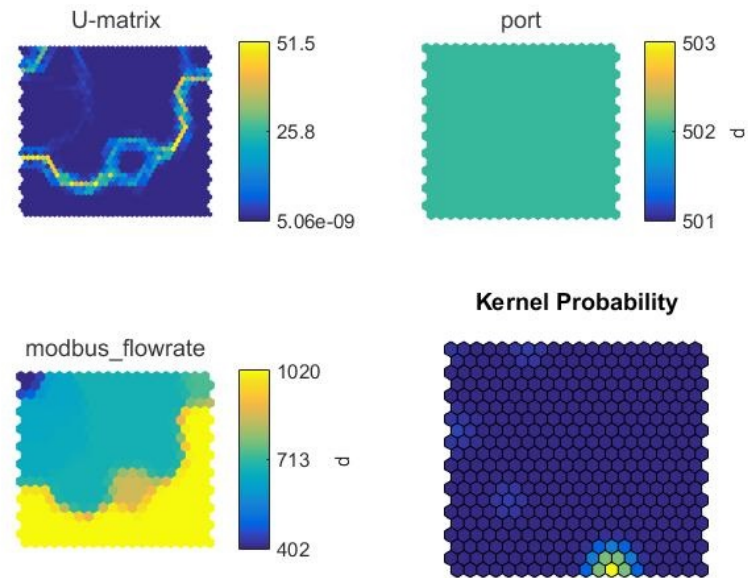 U-matrix
51.5
25.8
5.06e-09
port
503
502
501
d
modbus_flowrate
1020
713
402
d
Kernel Probability